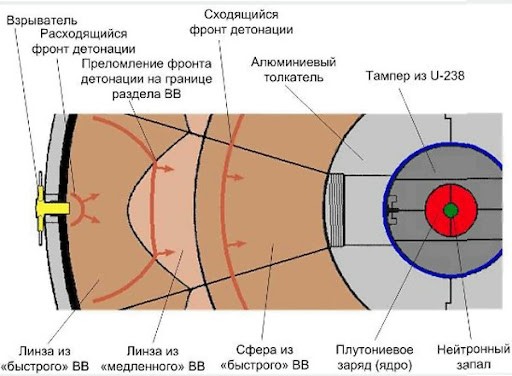 Взрыватель
Расходящийся
фронт детонации
Преломление фронта
детонации на границе
раздела ВВ
Сходящийся
фронт детонации
Алюминиевый
толкатель
Тампер из U-238
Линза из
«быстрого» ВВ
Линза из
«медленного» ВВ
Сфера из
«быстрого» ВВ
Плутониевое
заряд (ядро)
Нейтронный
запал